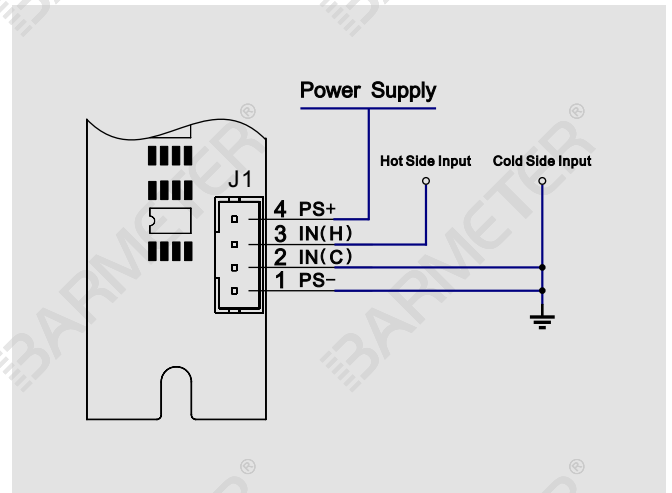 Power Supply
Hot Side Input Cold Side Input
J1
4 PS+
3 IN(H)
2 IN(C)
1 PS-
BARMETER®
BARMETER®